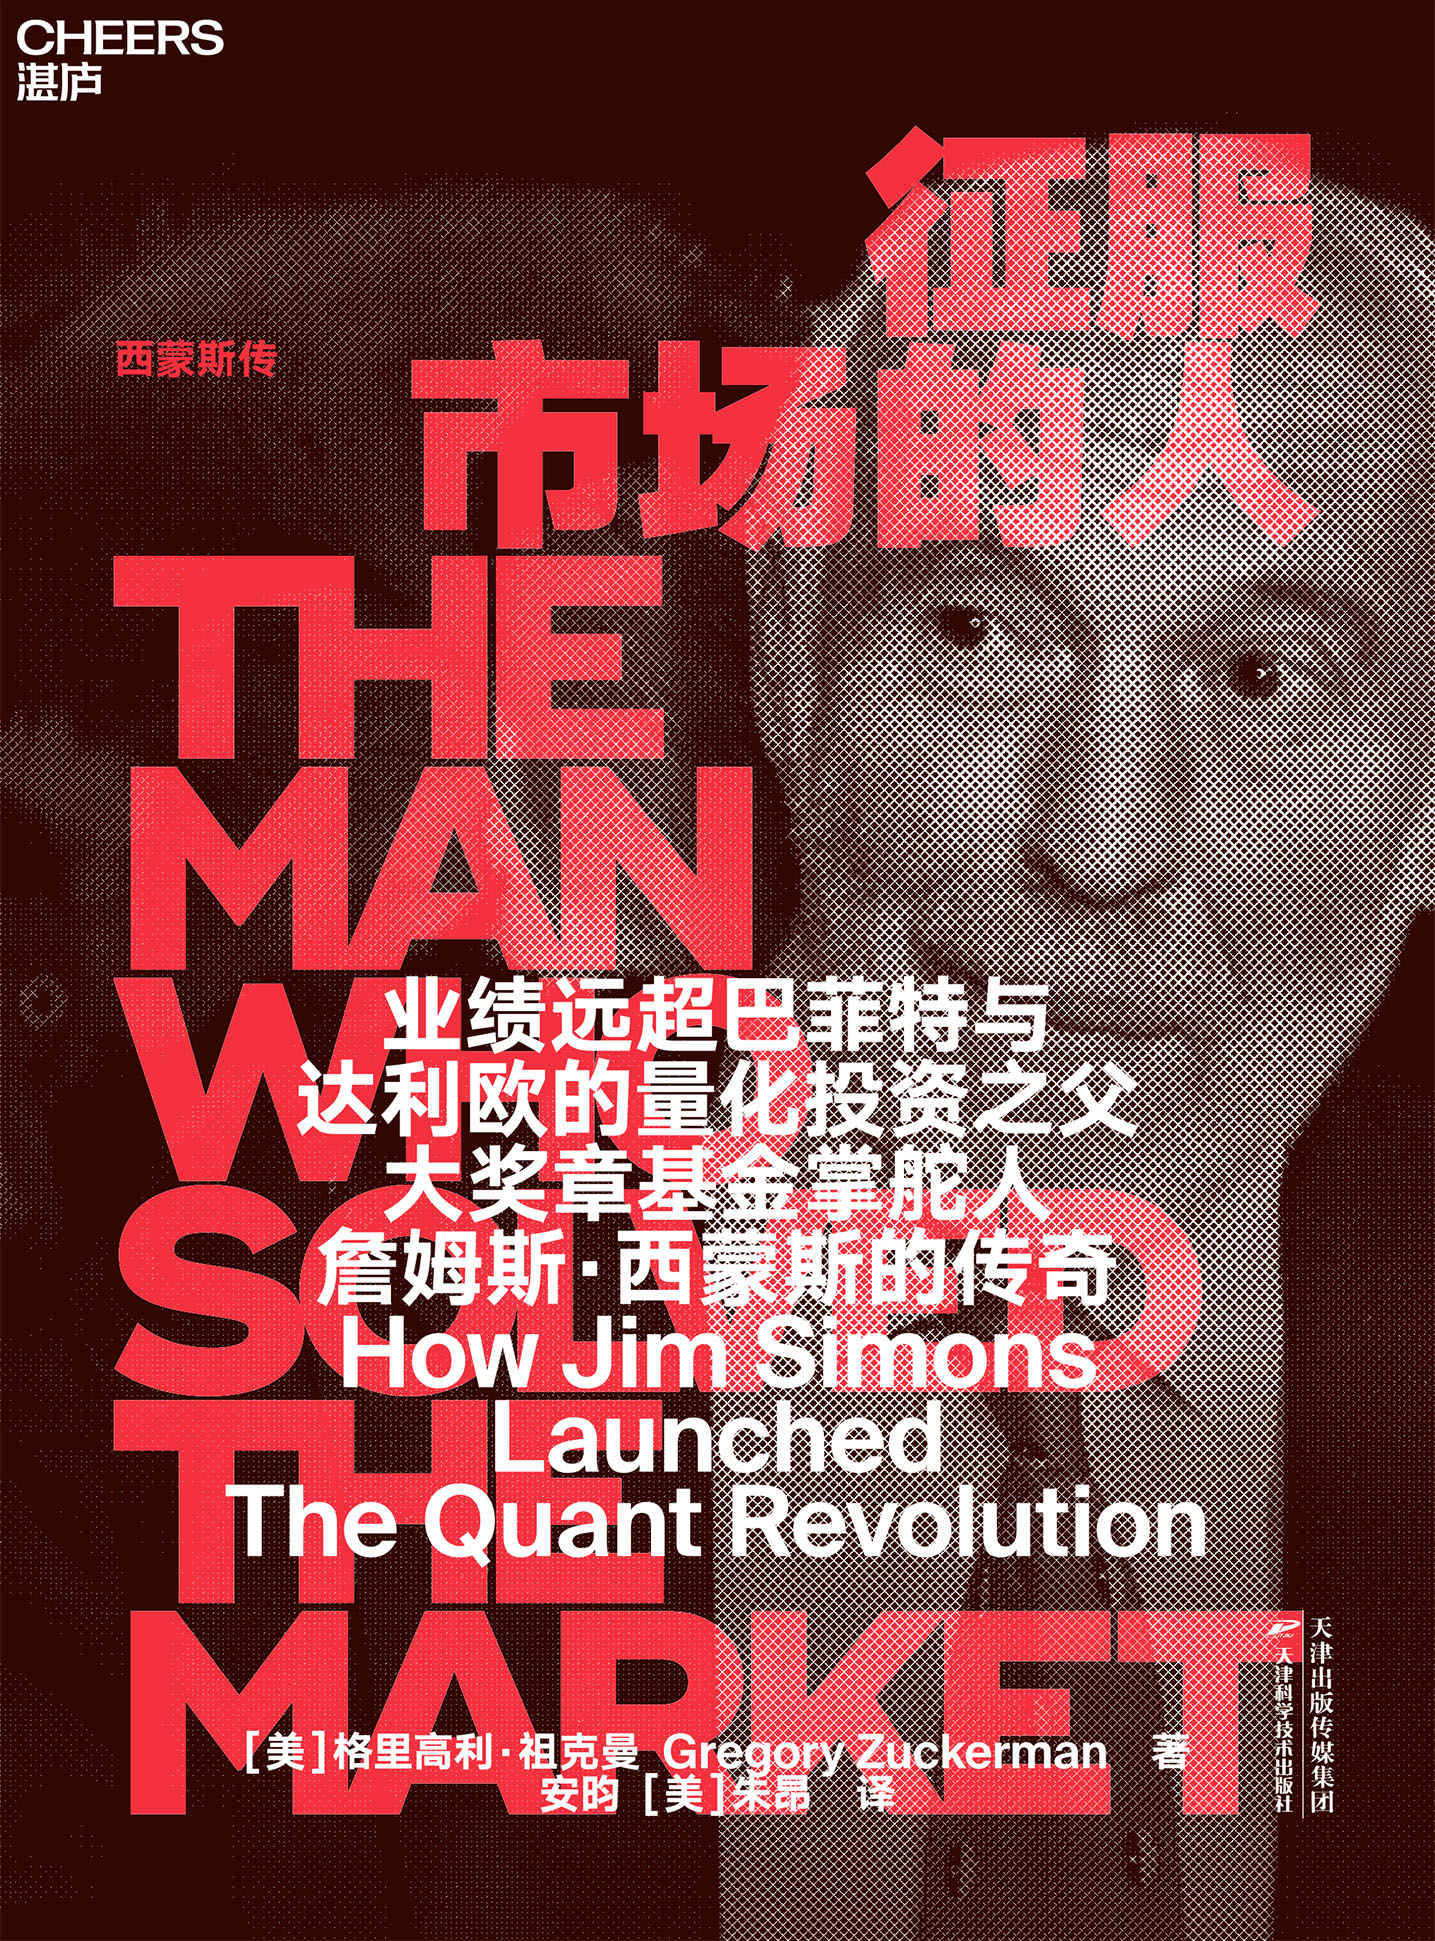 CHEERS
湛庐
征服
西蒙斯传
市场的人
THE
MAN
WHO
SOLVED
THE
MARKET
业绩远超巴菲特与
达利欧的量化投资之父
大奖章基金掌舵人
詹姆斯·西蒙斯的传奇
How Jim Simons
Launched
The Quant Revolution
[美]格里高利·祖克曼 Gregory Zuckerman 著
安昀 [美]朱昂 译
天津出版传媒集团
天津科学技术出版社